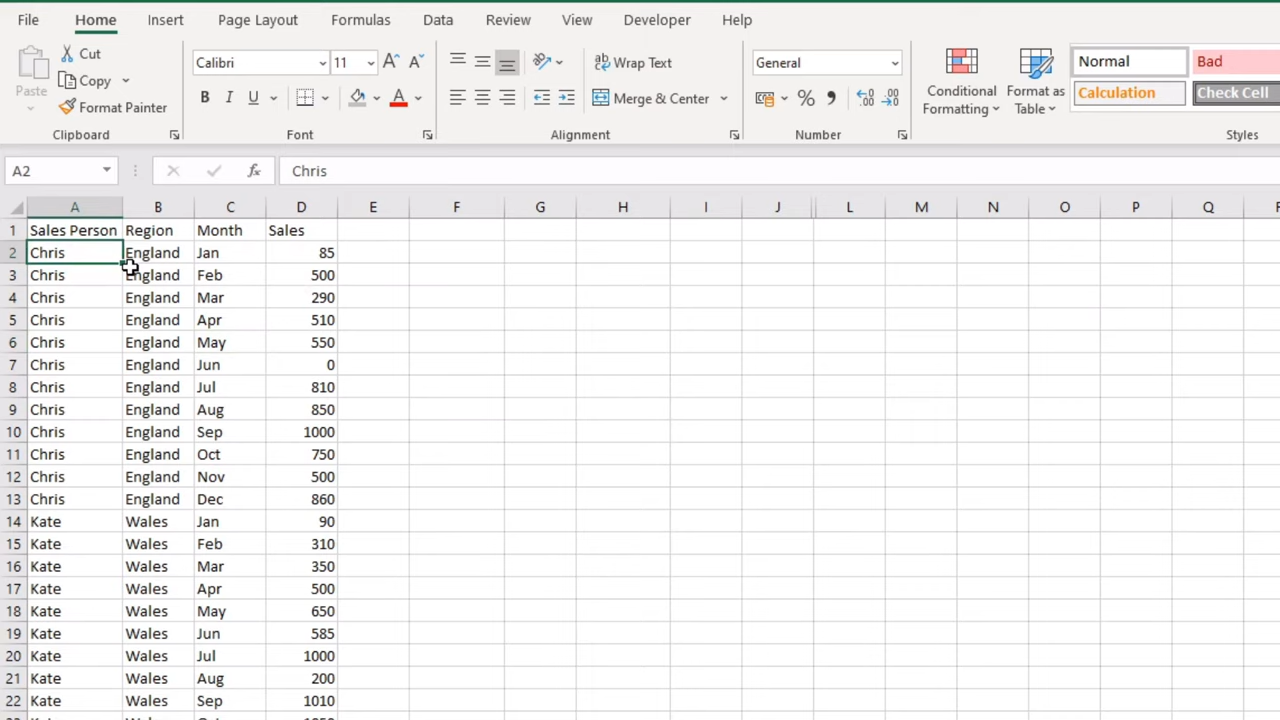 File Home Insert Page Layout Formulas Data Review View Developer Help
Paste Cut Copy Format Painter Clipboard
Calibri 11 B I U A Font
Wrap Text Merge & Center Alignment
General % Number
Conditional Formatting Format as Table
Normal Bad Calculation Check Cell Styles
A2 fx Chris
A B C D E F G H I J L M N O P Q
1 Sales Person Region Month Sales
2 Chris England Jan 85
3 Chris England Feb 500
4 Chris England Mar 290
5 Chris England Apr 510
6 Chris England May 550
7 Chris England Jun 0
8 Chris England Jul 810
9 Chris England Aug 850
10 Chris England Sep 1000
11 Chris England Oct 750
12 Chris England Nov 500
13 Chris England Dec 860
14 Kate Wales Jan 90
15 Kate Wales Feb 310
16 Kate Wales Mar 350
17 Kate Wales Apr 500
18 Kate Wales May 650
19 Kate Wales Jun 585
20 Kate Wales Jul 1000
21 Kate Wales Aug 200
22 Kate Wales Sep 1010